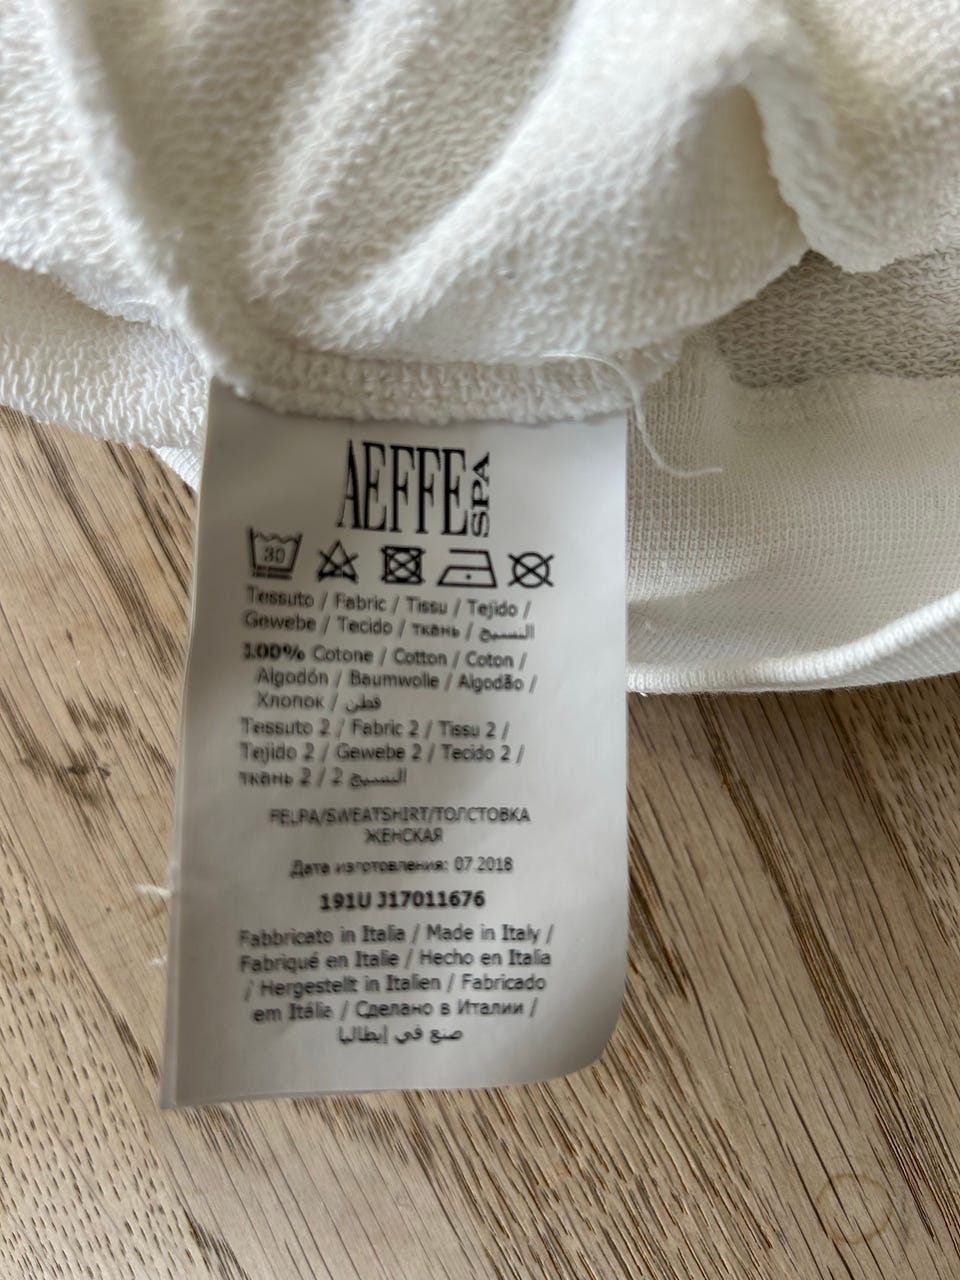 AEFFE SPA
30
Tessuto / Fabric / Tissu / Tejido /
Gewebe / Tecido / ткань / النسيج
100% Cotone / Cotton / Coton /
Algodón / Baumwolle / Algodão /
Хлопок / قطن
Tessuto 2 / Fabric 2 / Tissu 2 /
Tejido 2 / Gewebe 2 / Tecido 2 /
ткань 2 / 2 النسيج
FELPA/SWEATSHIRT/ТОЛСТОВКА
ЖЕНСКАЯ
Дата изготовления: 07.2018
191U J17011676
Fabbricato in Italia / Made in Italy /
Fabriqué en Italie / Hecho en Italia
/ Hergestellt in Italien / Fabricado
em Itália / Сделано в Италии /
صنع في إيطاليا